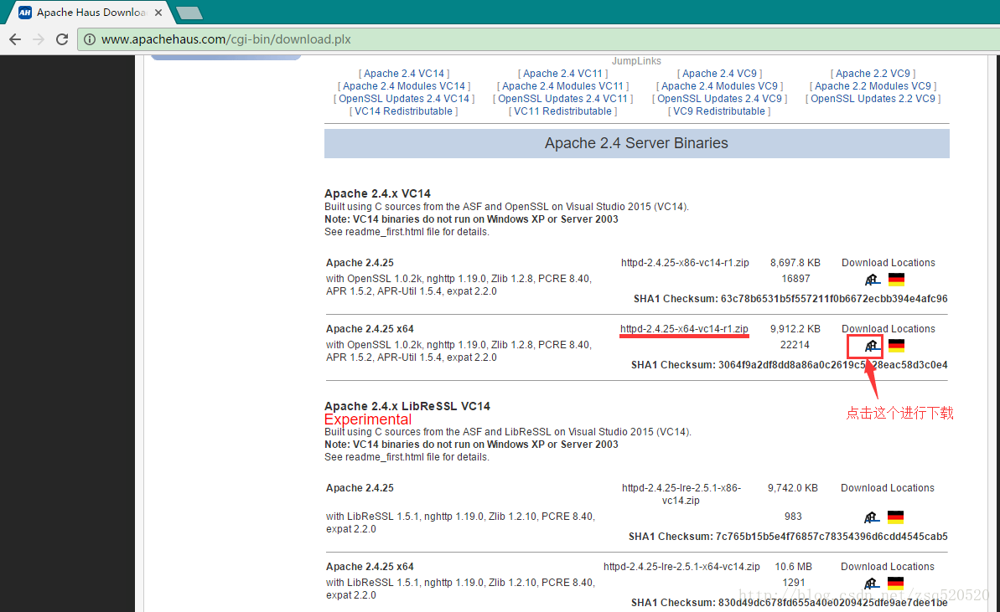 Apache Haus Downloa
www.apachehaus.com/cgi-bin/download.plx
JumpLinks
[ Apache 2.4 VC14 ] [ Apache 2.4 VC11 ] [ Apache 2.4 VC9 ] [ Apache 2.2 VC9 ]
[ Apache 2.4 Modules VC14 ] [ Apache 2.4 Modules VC11 ] [ Apache 2.4 Modules VC9 ] [ Apache 2.2 Modules VC9 ]
[ OpenSSL Updates 2.4 VC14 ] [ OpenSSL Updates 2.4 VC11 ] [ OpenSSL Updates 2.4 VC9 ] [ OpenSSL Updates 2.2 VC9 ]
[ VC14 Redistributable ] [ VC11 Redistributable ] [ VC9 Redistributable ]
Apache 2.4 Server Binaries
Apache 2.4.x VC14
Built using C sources from the ASF and OpenSSL on Visual Studio 2015 (VC14).
Note: VC14 binaries do not run on Windows XP or Server 2003
See readme_first.html file for details.
Apache 2.4.25 httpd-2.4.25-x86-vc14-r1.zip 8,697.8 KB Download Locations
with OpenSSL 1.0.2k, nghttp 1.19.0, Zlib 1.2.8, PCRE 8.40, 16897
APR 1.5.2, APR-Util 1.5.4, expat 2.2.0
SHA1 Checksum: 63c78b6531b5f557211f0b6672ecbb394e4afc96
Apache 2.4.25 x64 httpd-2.4.25-x64-vc14-r1.zip 9,912.2 KB Download Locations
with OpenSSL 1.0.2k, nghttp 1.19.0, Zlib 1.2.8, PCRE 8.40, 22214
APR 1.5.2, APR-Util 1.5.4, expat 2.2.0
SHA1 Checksum:
点击这个进行下载
Apache 2.4.x LibReSSL VC14
Experimental
Built using C sources from the ASF and LibReSSL on Visual Studio 2015 (VC14).
Note: VC14 binaries do not run on Windows XP or Server 2003
See readme_first.html file for details.
Apache 2.4.25 httpd-2.4.25-lre-2.5.1-x86- 9,742.0 KB Download Locations
vc14.zip
with LibReSSL 1.5.1, nghttp 1.19.0, Zlib 1.2.10, PCRE 8.40, 983
expat 2.2.0
SHA1 Checksum: 7c765b15b5e4f76857c78354396d6cdd4545cab5
Apache 2.4.25 x64 httpd-2.4.25-lre-2.5.1-x64-vc14.zip 10.6 MB Download Locations
with LibReSSL 1.5.1, nghttp 1.19.0, Zlib 1.2.10, PCRE 8.40, 1291
expat 2.2.0
http://blog.csdn.net/zsq520520
SHA1 Checksum: 830d49dc678fd655a40e0209425dfe9ae7dee1be